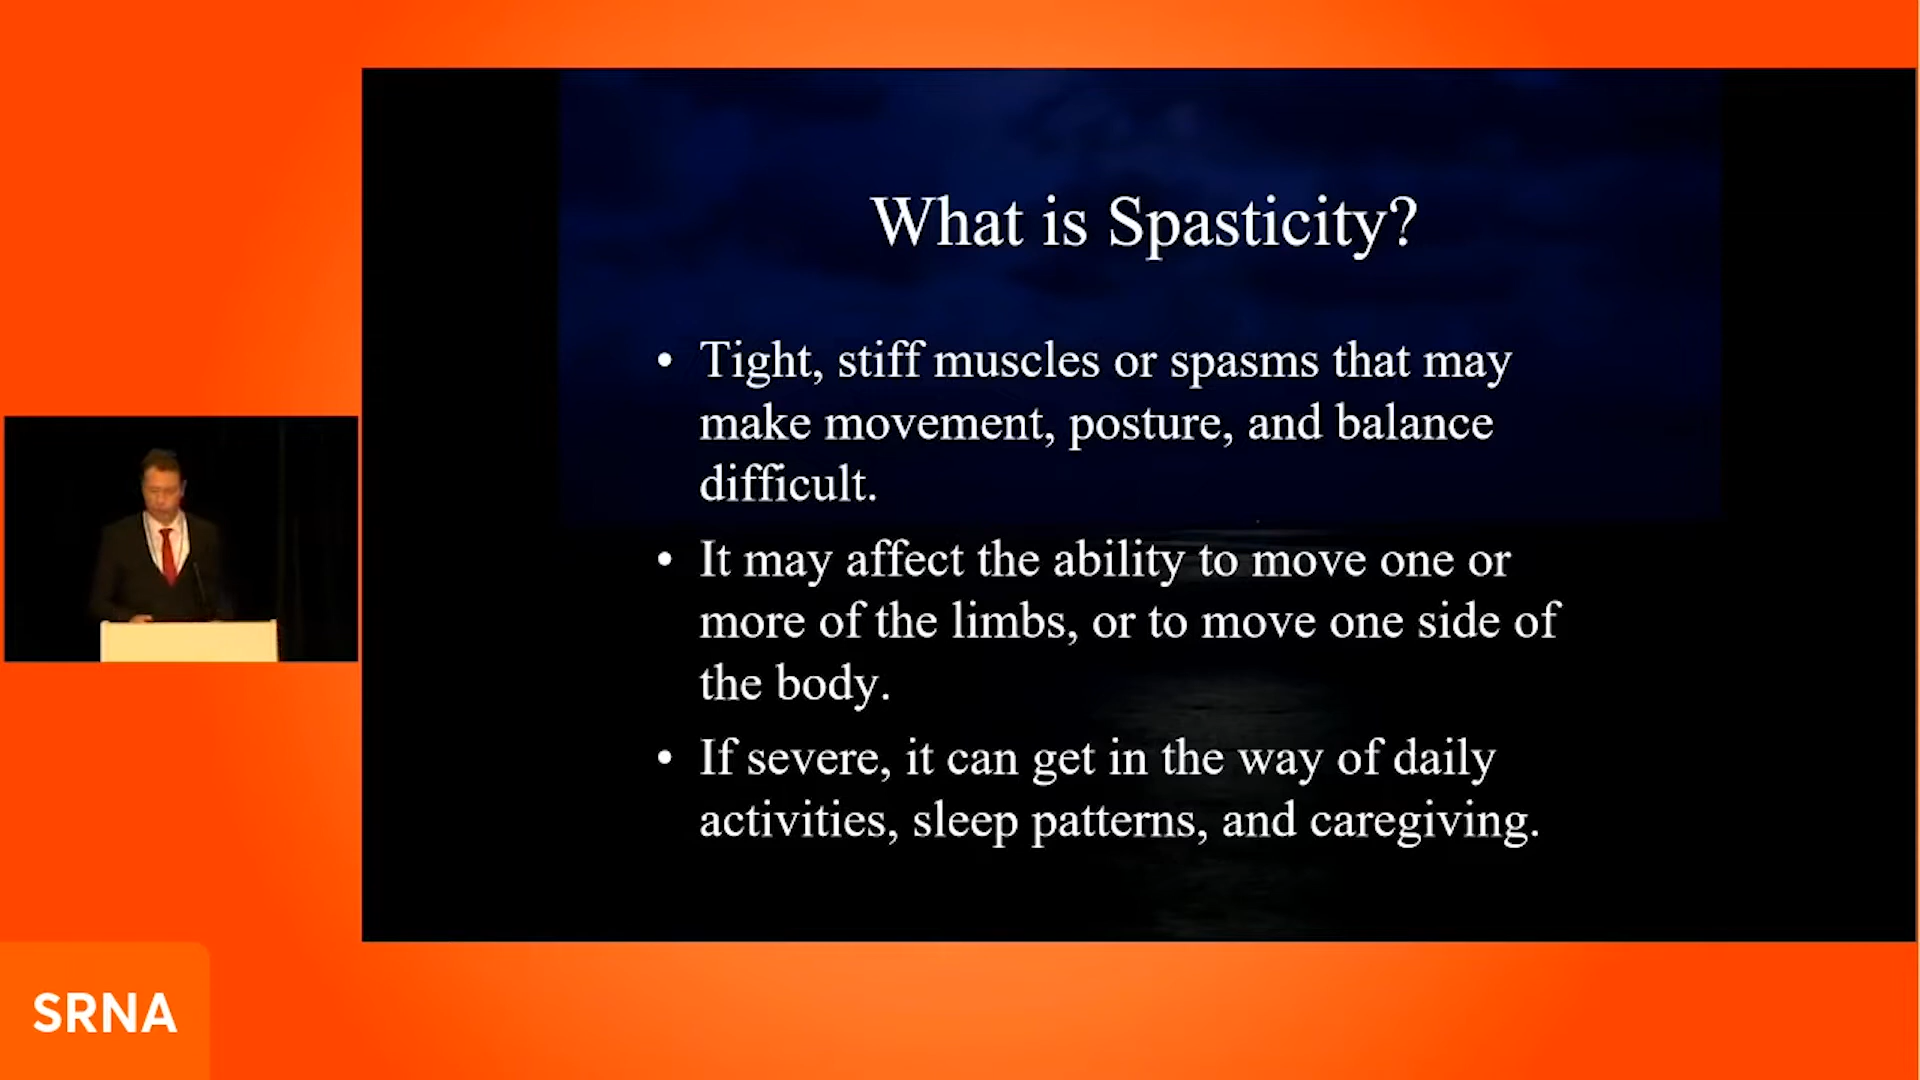 What is Spasticity?
• Tight, stiff muscles or spasms that may
make movement, posture, and balance
difficult.
• It may affect the ability to move one or
more of the limbs, or to move one side of
the body.
• If severe, it can get in the way of daily
activities, sleep patterns, and caregiving.
SRNA